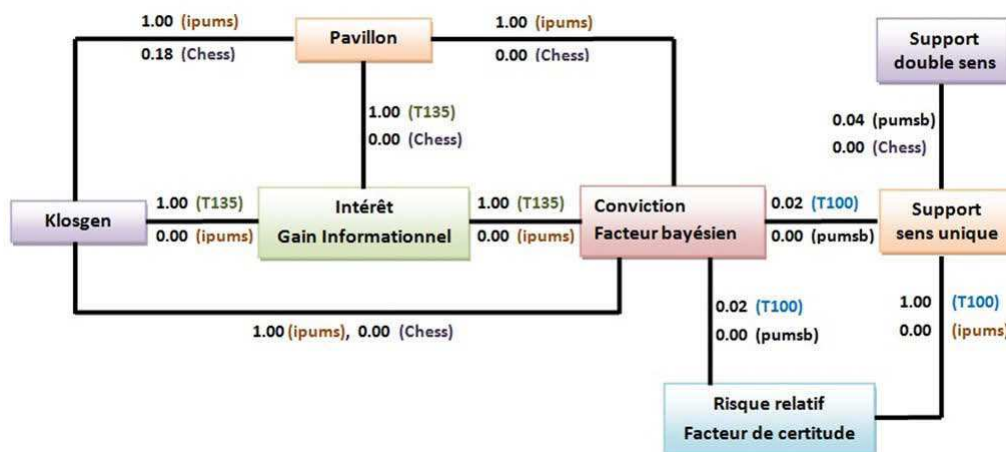 1.00 (ipums)
0.18 (Chess)
Pavillon
1.00 (ipums)
0.00 (Chess)
Support
double sens
1.00 (T135)
0.00 (Chess)
0.04 (pumsb)
0.00 (Chess)
Klosgen
1.00 (T135)
0.00 (ipums)
Intérêt
Gain Informationnel
1.00 (T135)
0.00 (ipums)
Conviction
Facteur bayésien
0.02 (T100)
0.00 (pumsb)
Support
sens unique
1.00 (ipums), 0.00 (Chess)
0.02 (T100)
0.00 (pumsb)
1.00 (T100)
0.00 (ipums)
Risque relatif
Facteur de certitude